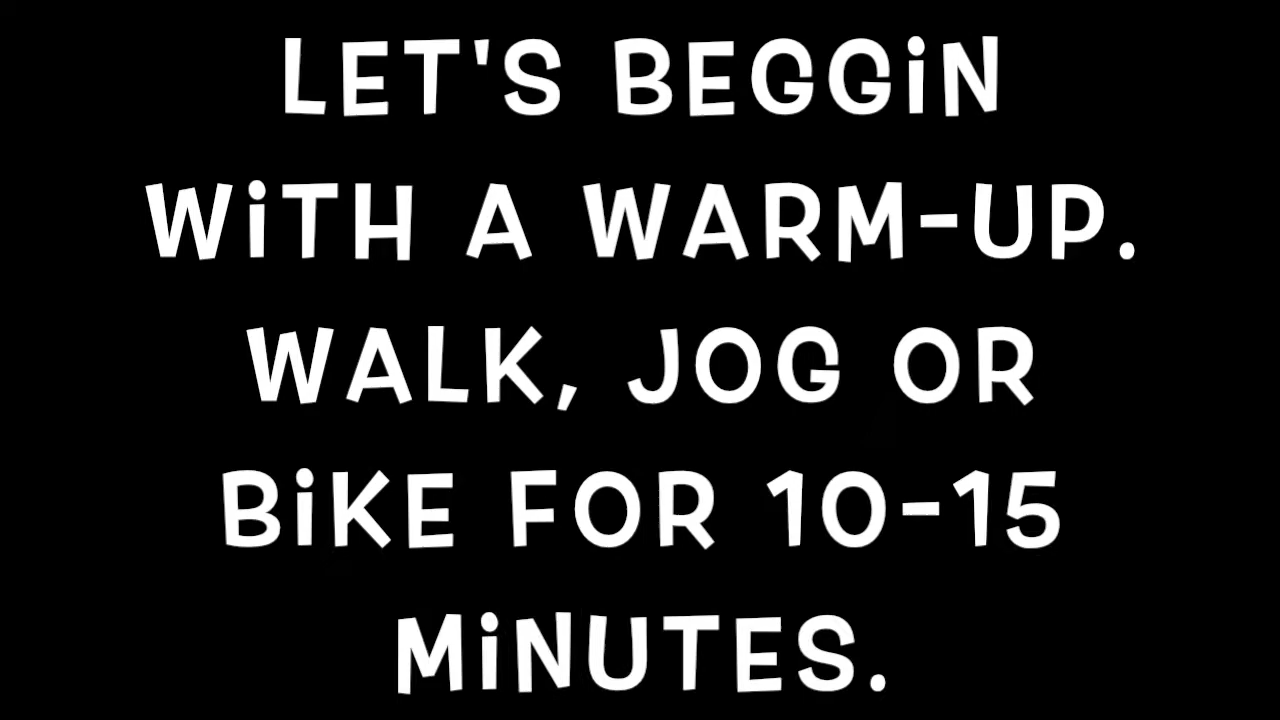 LET'S BEGGiN
WiTH A WARM-UP.
WALK, JOG OR
BiKE FOR 10-15
MiNUTES.